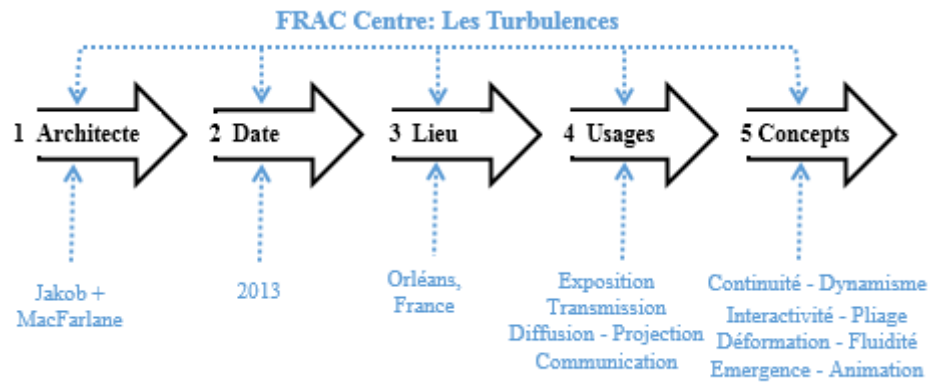 FRAC Centre: Les Turbulences
1 Architecte
2 Date
3 Lieu
4 Usages
5 Concepts
Jakob +
MacFarlane
2013
Orléans,
France
Exposition
Transmission
Diffusion - Projection
Communication
Continuité - Dynamisme
Interactivité - Pliage
Déformation - Fluidité
Emergence - Animation